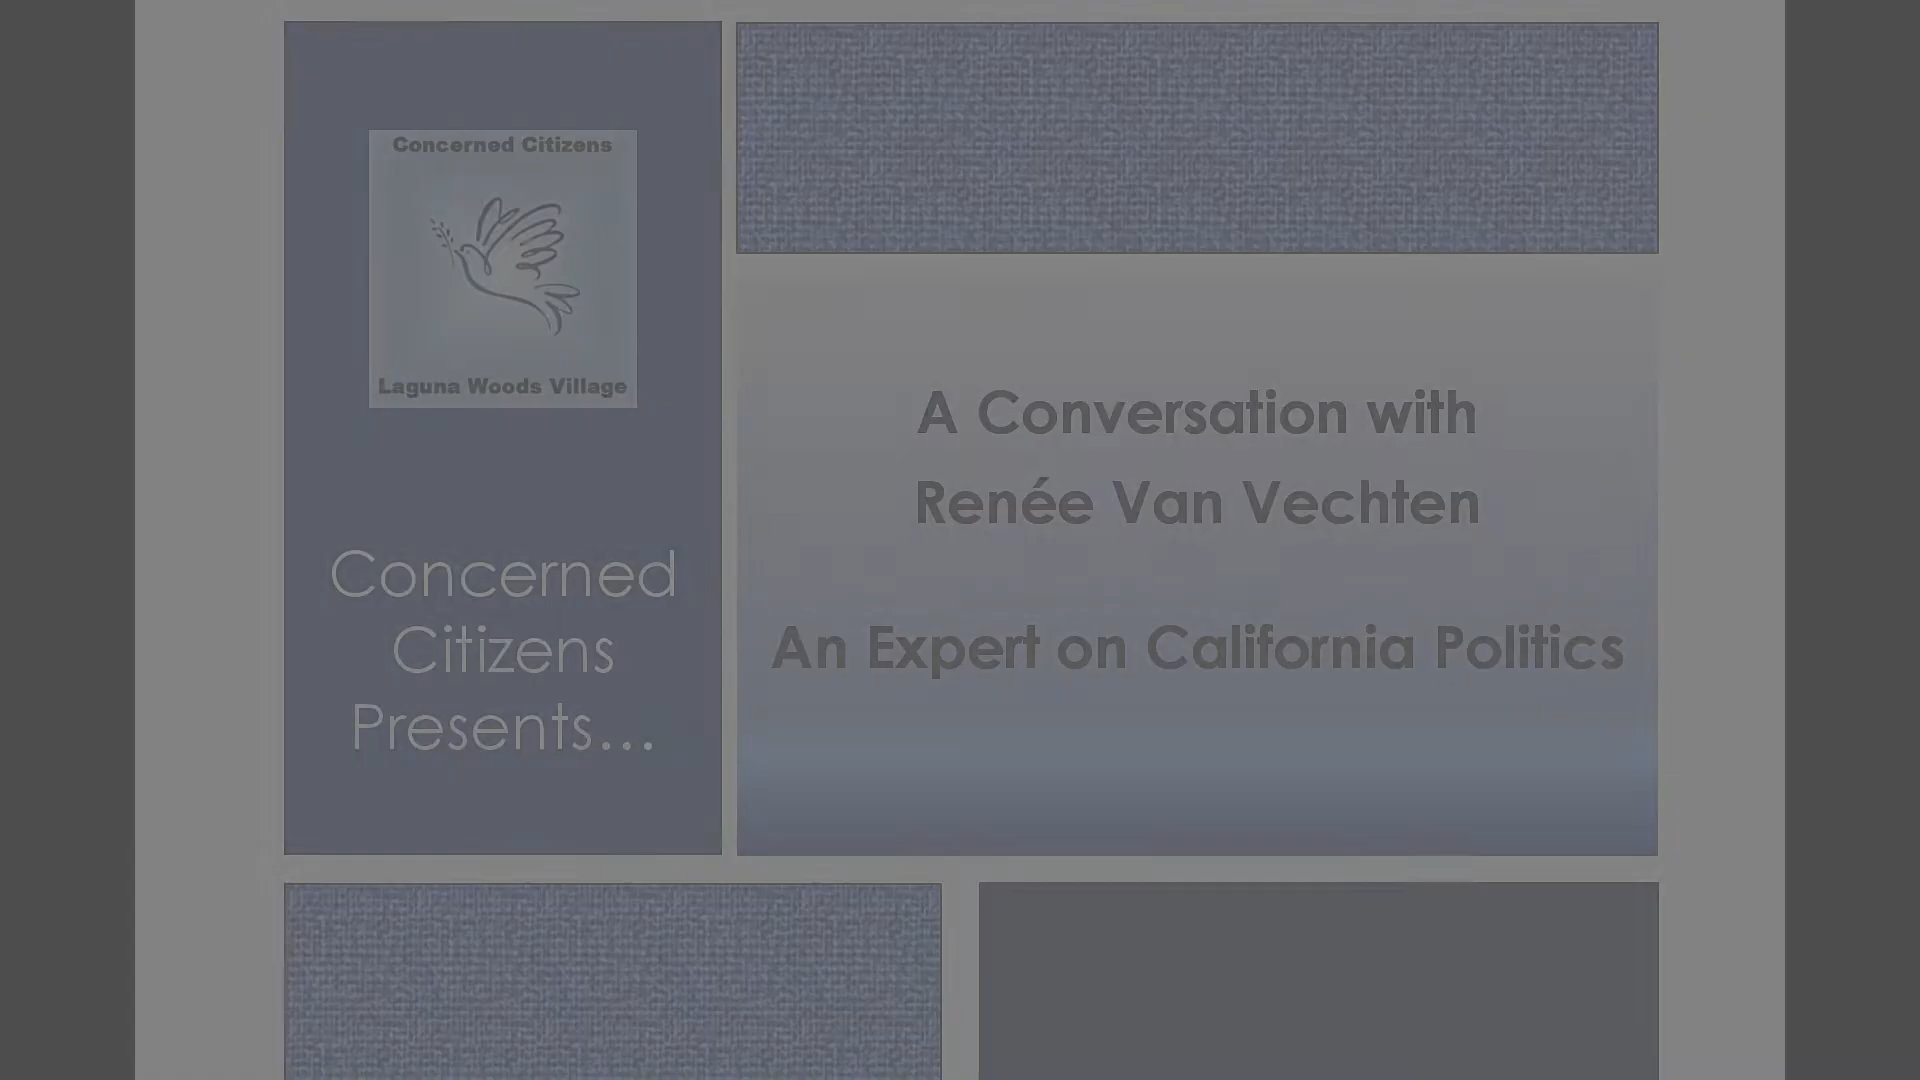 Concerned Citizens
Laguna Woods Village
Concerned
Citizens
Presents...
A Conversation with
Renée Van Vechten
An Expert on California Politics